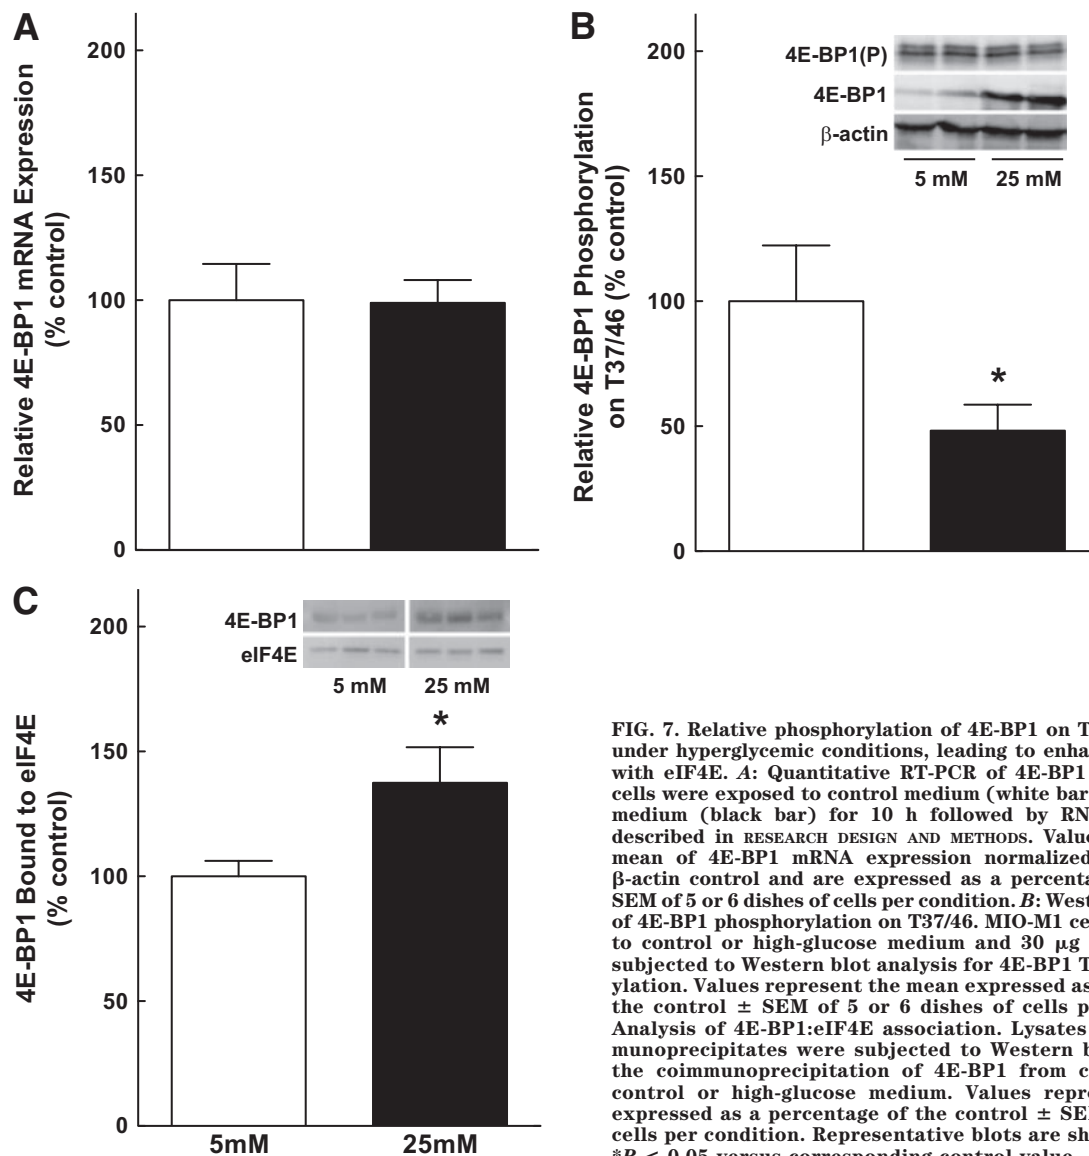 A
Relative 4E-BP1 mRNA Expression
(% control)
200
150
100
50
0
B
Relative 4E-BP1 Phosphorylation
on T37/46 (% control)
200
150
100
50
0
4E-BP1(P)
4E-BP1
β-actin
5 mM 25 mM
*
C
4E-BP1 Bound to eIF4E
(% control)
200
150
100
50
0
4E-BP1
eIF4E
5 mM 25 mM
*
5mM 25mM
FIG. 7. Relative phosphorylation of 4E-BP1 on T
under hyperglycemic conditions, leading to enha
with eIF4E. A: Quantitative RT-PCR of 4E-BP1
cells were exposed to control medium (white bar
medium (black bar) for 10 h followed by RN
described in RESEARCH DESIGN AND METHODS. Value
mean of 4E-BP1 mRNA expression normalized
β-actin control and are expressed as a percenta
SEM of 5 or 6 dishes of cells per condition. B: West
of 4E-BP1 phosphorylation on T37/46. MIO-M1 ce
to control or high-glucose medium and 30 μg
subjected to Western blot analysis for 4E-BP1 T
ylation. Values represent the mean expressed as
the control ± SEM of 5 or 6 dishes of cells p
Analysis of 4E-BP1:eIF4E association. Lysates
munoprecipitates were subjected to Western b
the coimmunoprecipitation of 4E-BP1 from c
control or high-glucose medium. Values repre
expressed as a percentage of the control ± SE
cells per condition. Representative blots are sh
*P < 0.05 versus corresponding control value